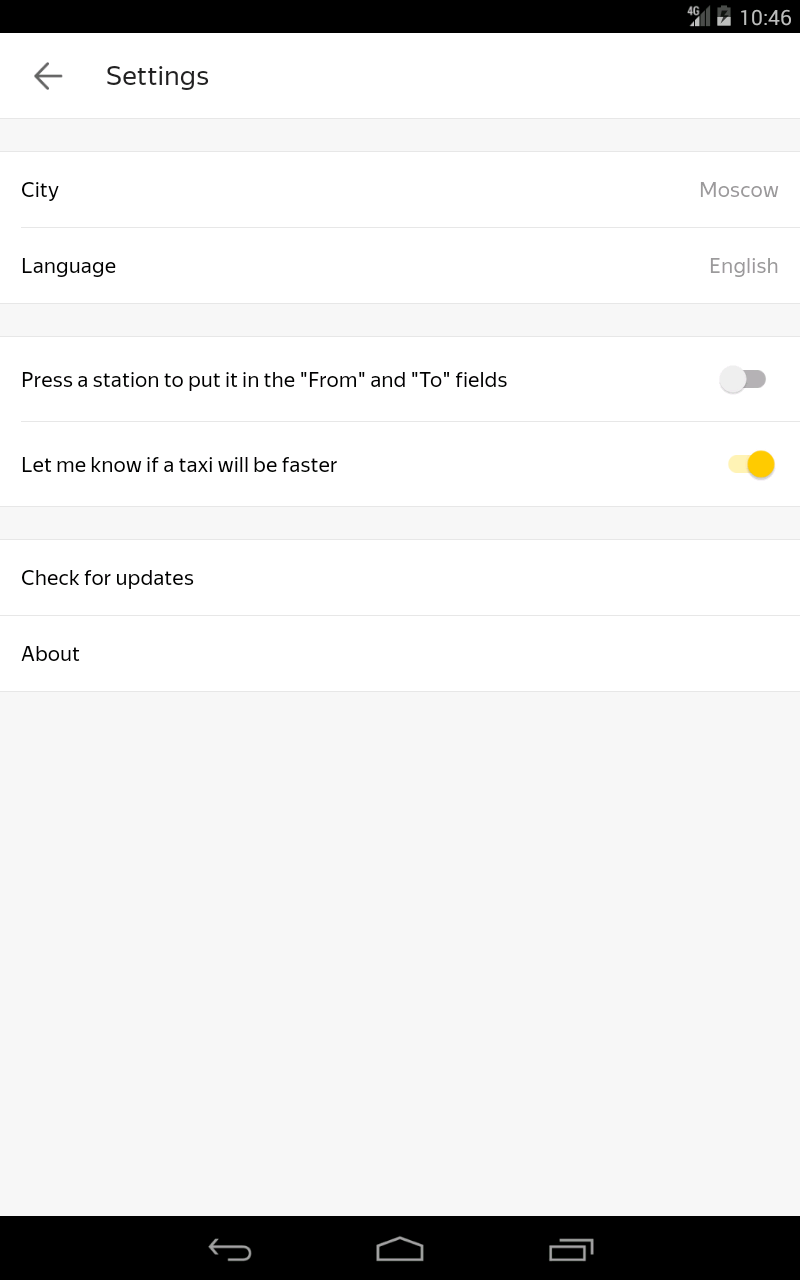 4G 10:46
Settings
City Moscow
Language English
Press a station to put it in the "From" and "To" fields
Let me know if a taxi will be faster
Check for updates
About